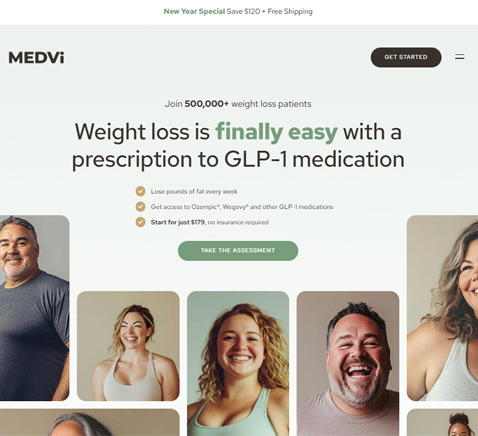 New Year Special Save $120 + Free Shipping
MEDVi
GET STARTED
Join 500,000+ weight loss patients
Weight loss is finally easy with a
prescription to GLP-1 medication
Lose pounds of fat every week
Get access to Ozempic®, Wegovy® and other GLP-1 medications
Start for just $179, no insurance required
TAKE THE ASSESSMENT